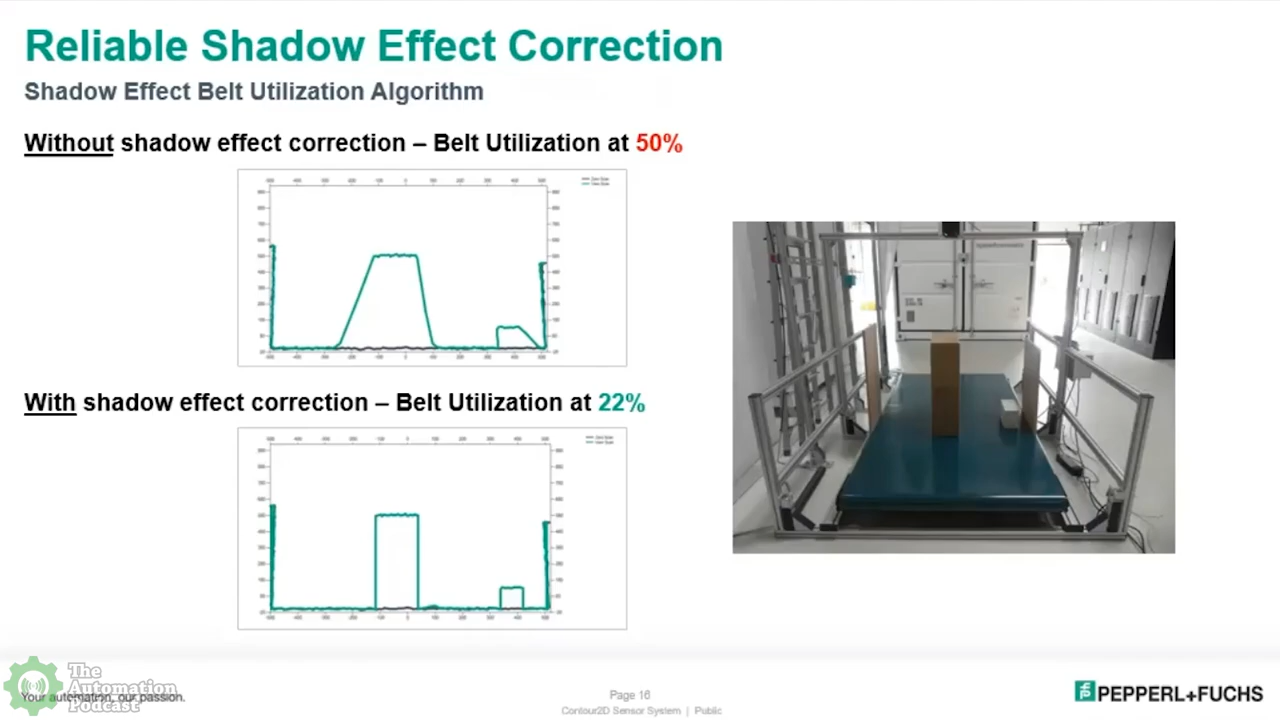 Reliable Shadow Effect Correction
Shadow Effect Belt Utilization Algorithm
Without shadow effect correction – Belt Utilization at 50%
With shadow effect correction – Belt Utilization at 22%
The
Automation
Podcast
Your automation, our passion.
Page 16
Contour2D Sensor System | Public
PEPPERL+FUCHS